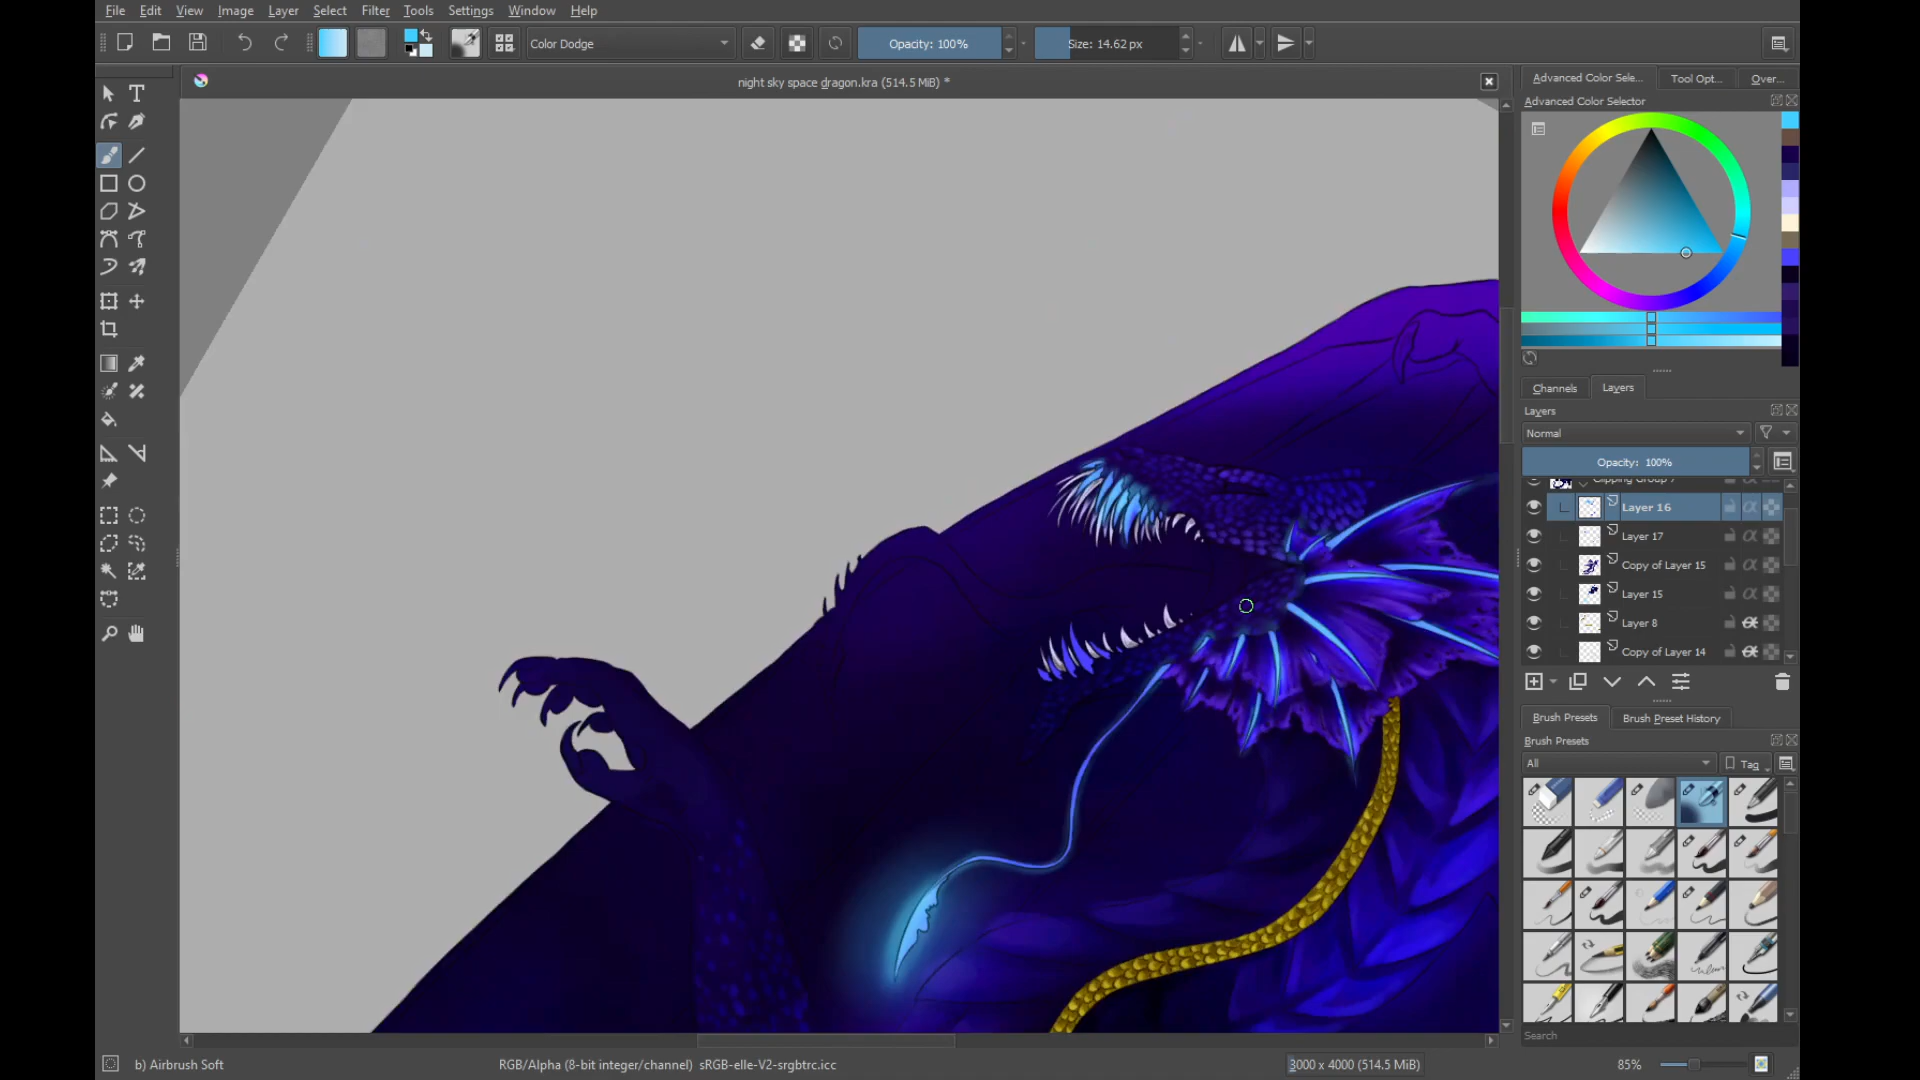 File Edit View Image Layer Select Filter Tools Settings Window Help
Color Dodge Opacity: 100% Size: 14.62 px
night sky space dragon.kra (514.5 MiB) *
Advanced Color Sele... Tool Opt... Over...
Advanced Color Selector
Channels Layers
Layers
Normal
Opacity: 100%
Layer 16
Layer 17
Copy of Layer 15
Layer 15
Layer 8
Copy of Layer 14
Brush Presets Brush Preset History
Brush Presets
All Tag
Search
b) Airbrush Soft RGB/Alpha (8-bit integer/channel) sRGB-elle-V2-srgbtrc.icc 3000 x 4000 (514.5 MiB) 85%